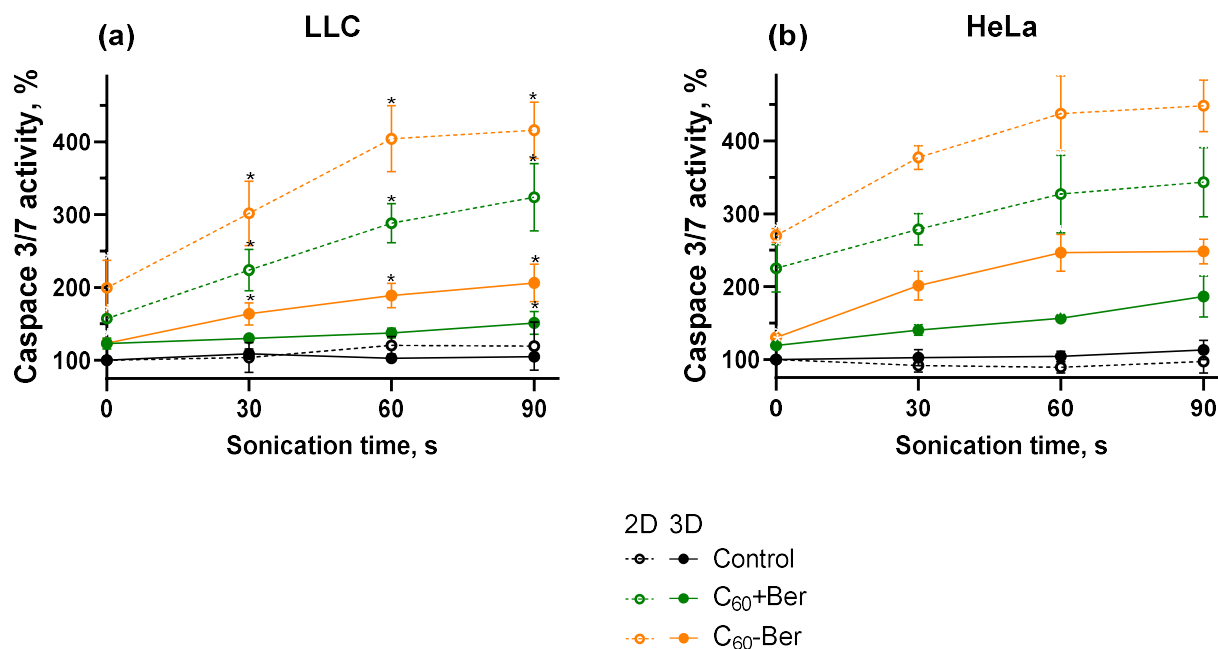 (a) LLC
Caspace 3/7 activity, %
400
300
200
100
0 30 60 90
Sonication time, s
* * * * * * * * * *
(b) HeLa
Caspace 3/7 activity, %
400
300
200
100
0 30 60 90
Sonication time, s
2D 3D
Control
C₆₀+Ber
C₆₀-Ber